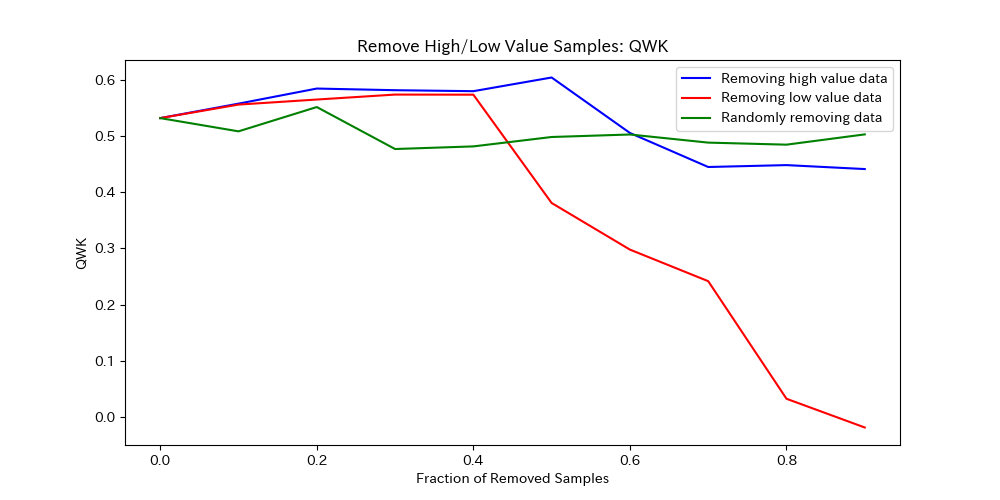 Remove High/Low Value Samples: QWK
Removing high value data
Removing low value data
Randomly removing data
QWK
0.6
0.5
0.4
0.3
0.2
0.1
0.0
0.0 0.2 0.4 0.6 0.8
Fraction of Removed Samples